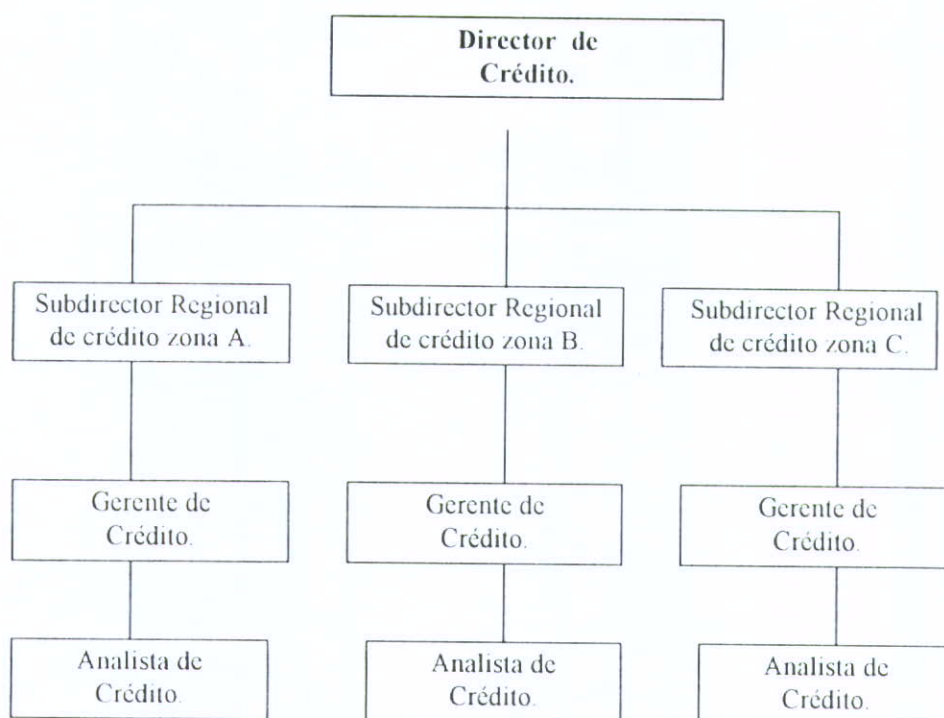 Director de
Crédito.
Subdirector Regional
de crédito zona A.
Subdirector Regional
de crédito zona B.
Subdirector Regional
de crédito zona C.
Gerente de
Crédito.
Gerente de
Crédito.
Gerente de
Crédito.
Analista de
Crédito.
Analista de
Crédito.
Analista de
Crédito.